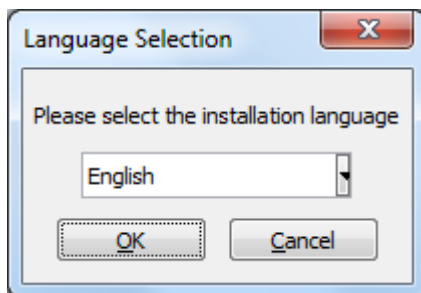 Language Selection
Please select the installation language
English
OK
Cancel